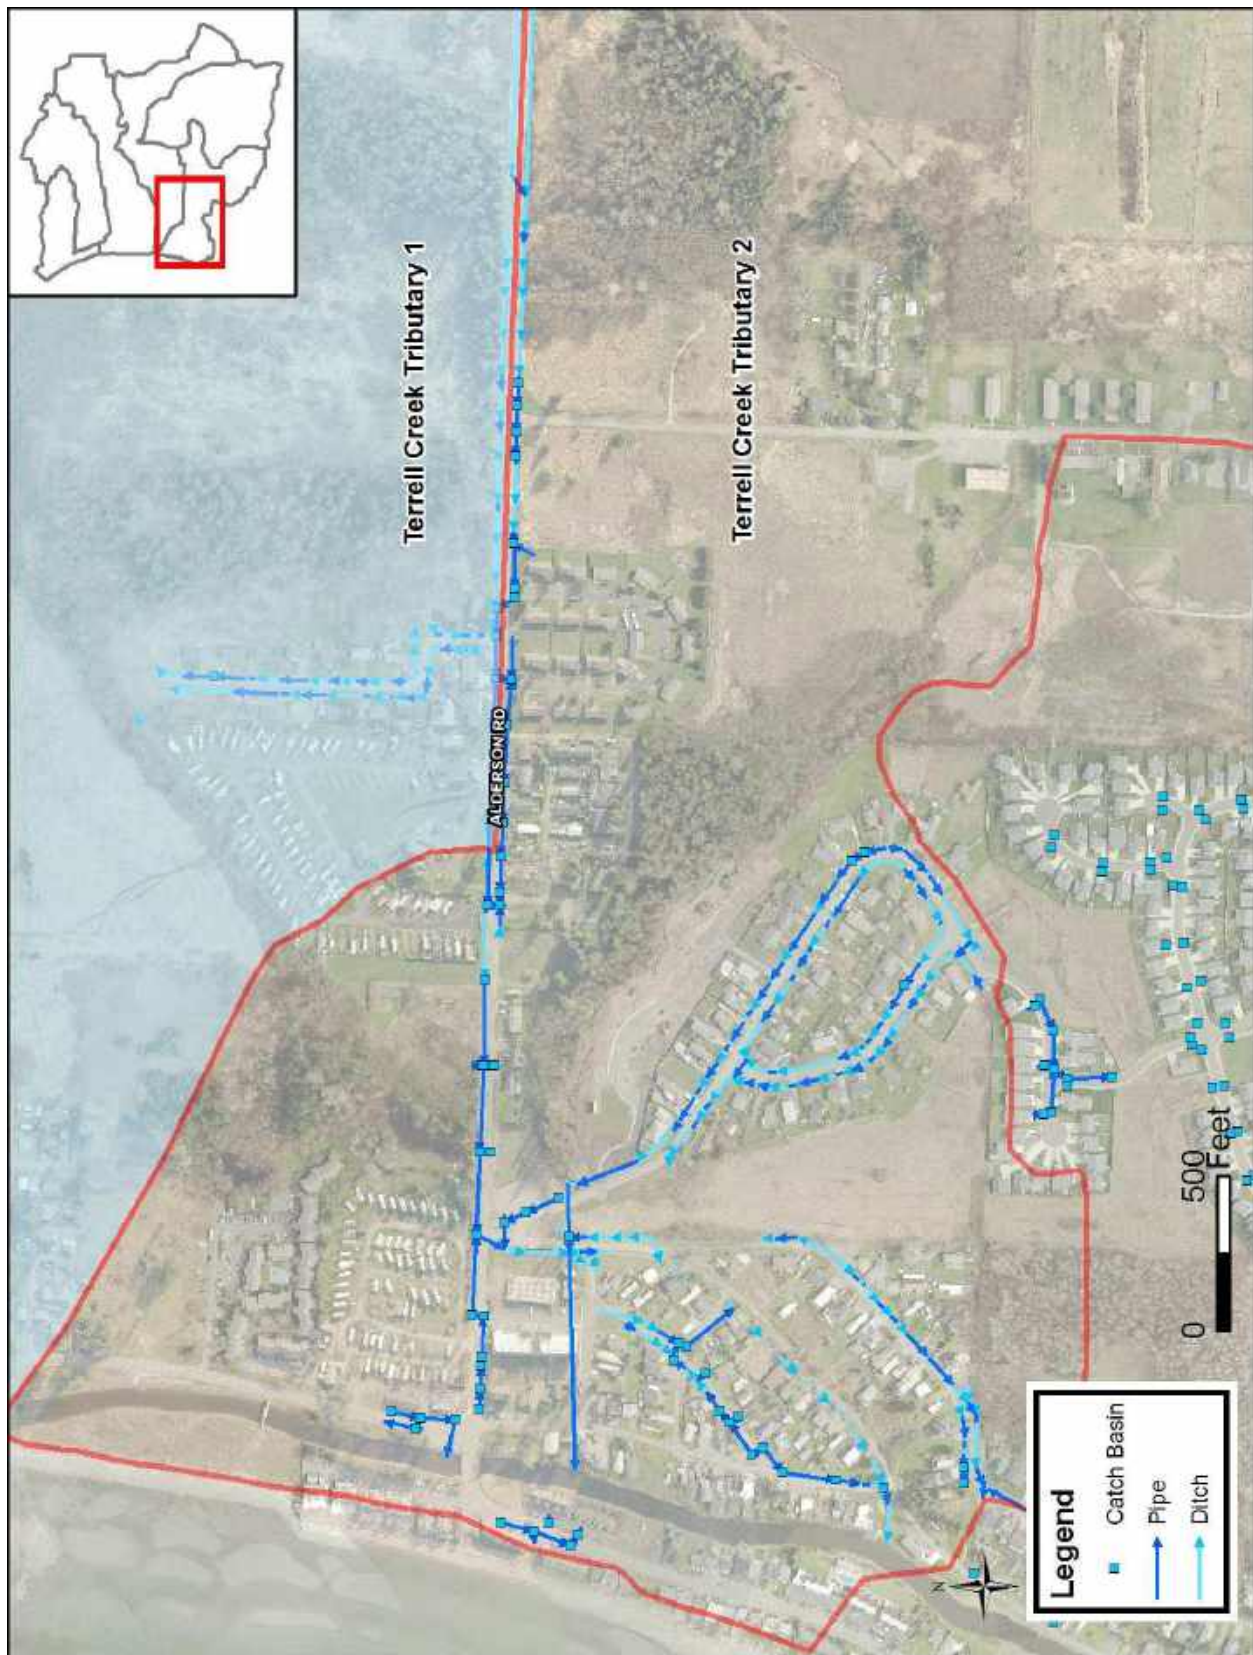 Terrell Creek Tributary 1
Terrell Creek Tributary 2
ALDERSON RD
N
0
500
Feet
Legend
Catch Basin
Pipe
Ditch